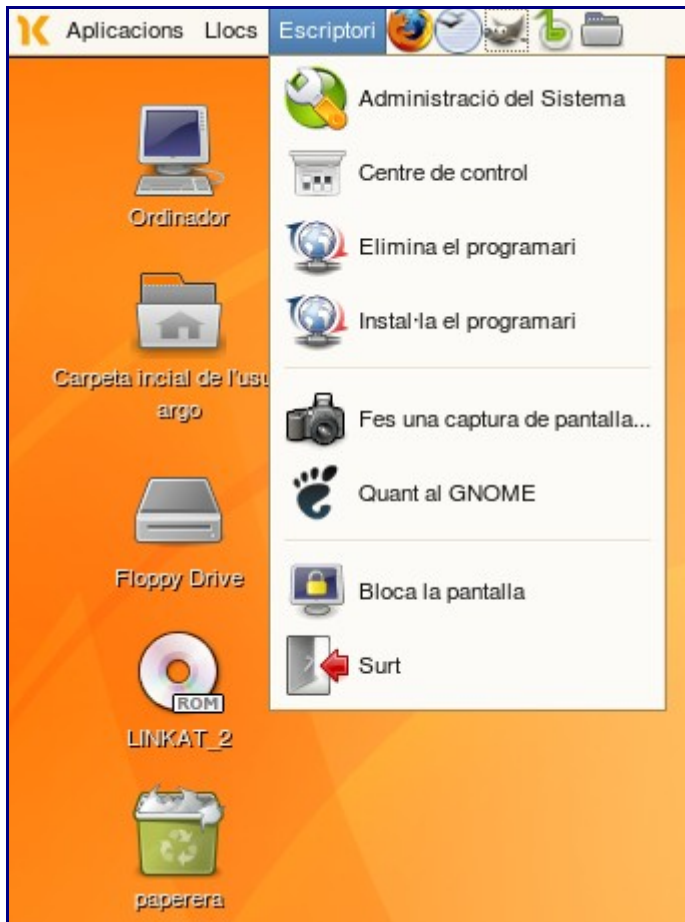 Aplicacions Llocs Escriptori
Administració del Sistema
Centre de control
Elimina el programari
Instal·la el programari
Fes una captura de pantalla...
Quant al GNOME
Bloca la pantalla
Surt
Ordinador
Carpeta incial de l'usu
argo
Floppy Drive
ROM
LINKAT_2
paperera